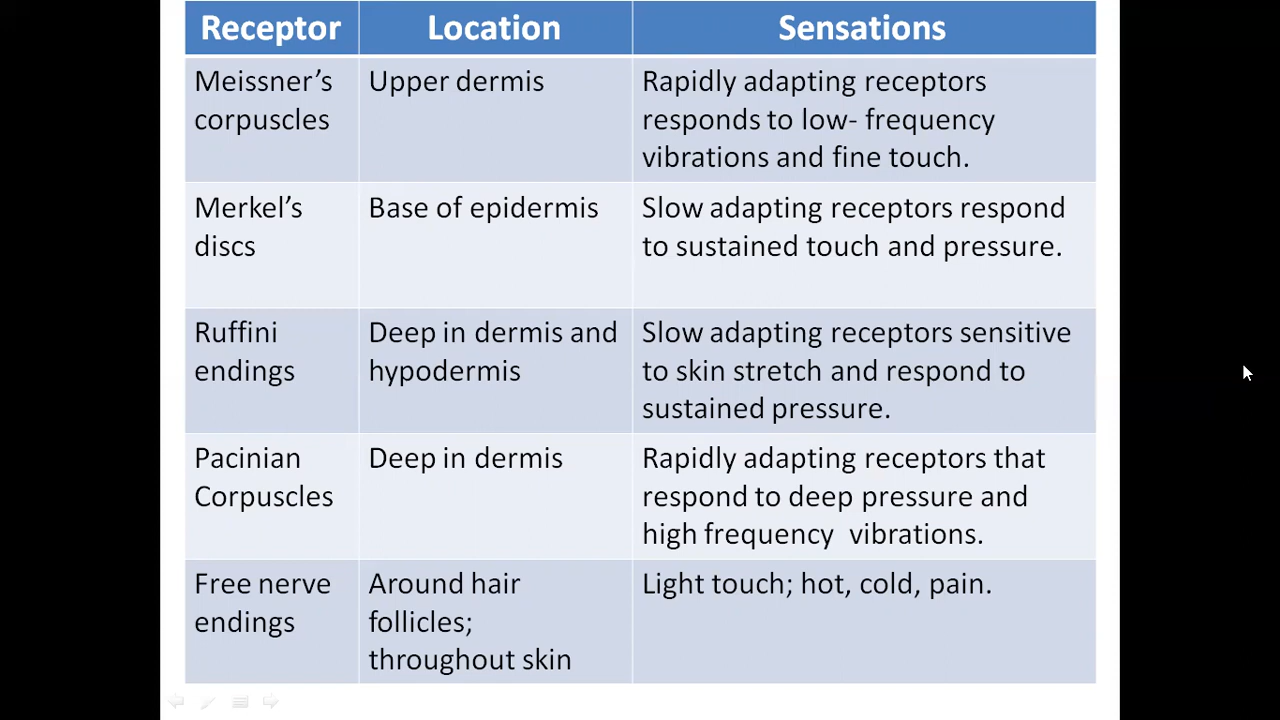 Receptor Location Sensations
Meissner's corpuscles
Upper dermis
Rapidly adapting receptors
responds to low- frequency
vibrations and fine touch.
Merkel's
discs
Base of epidermis
Slow adapting receptors respond
to sustained touch and pressure.
Ruffini
endings
Deep in dermis and
hypodermis
Slow adapting receptors sensitive
to skin stretch and respond to
sustained pressure.
Pacinian
Corpuscles
Deep in dermis
Rapidly adapting receptors that
respond to deep pressure and
high frequency  vibrations.
Free nerve
endings
Around hair
follicles;
throughout skin
Light touch; hot, cold, pain.